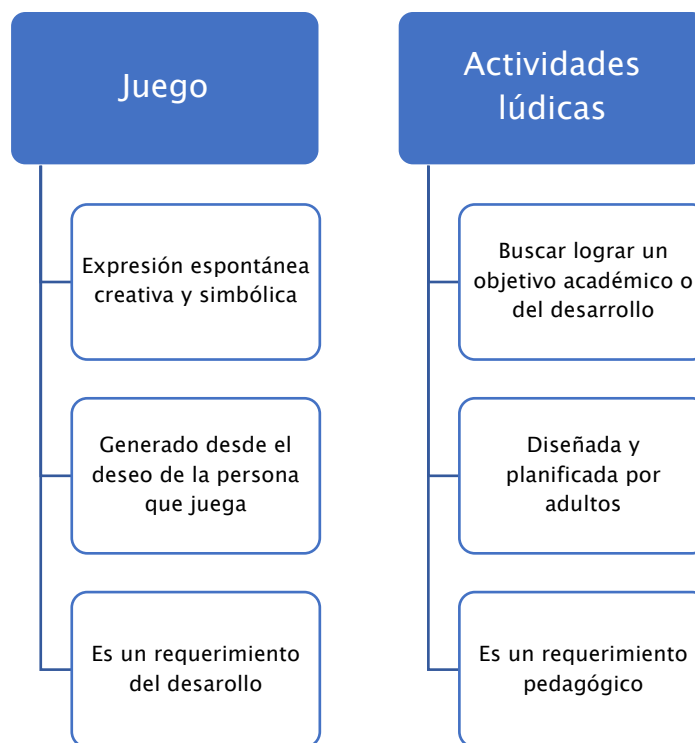 Juego
Expresión espontánea
creativa y simbólica
Generado desde el
deseo de la persona
que juega
Es un requerimiento
del desarollo
Actividades
lúdicas
Buscar lograr un
objetivo académico o
del desarrollo
Diseñada y
planificada por
adultos
Es un requerimiento
pedagógico